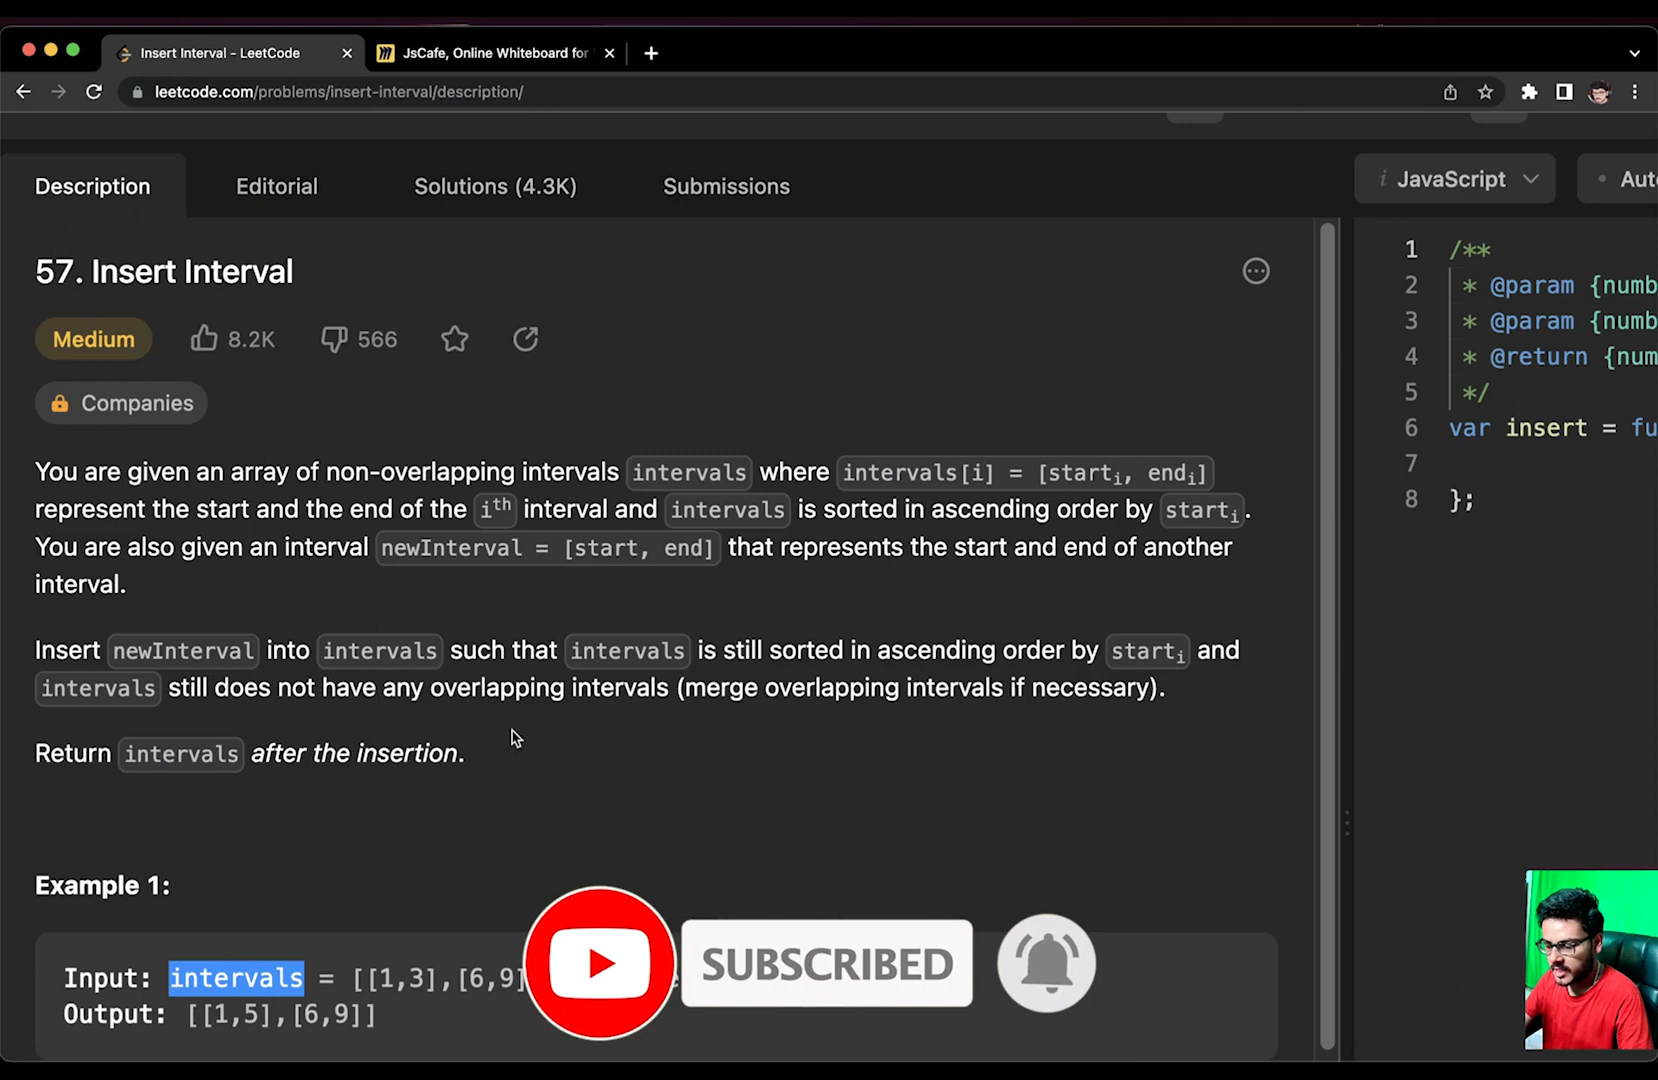 Insert Interval - LeetCode
JsCafe, Online Whiteboard for
leetcode.com/problems/insert-interval/description/
Description Editorial Solutions (4.3K) Submissions
JavaScript
57. Insert Interval
Medium 8.2K 566
Companies
You are given an array of non-overlapping intervals intervals where intervals[i] = [starti, endi]
represent the start and the end of the ith interval and intervals is sorted in ascending order by starti.
You are also given an interval newInterval = [start, end] that represents the start and end of another
interval.
Insert newInterval into intervals such that intervals is still sorted in ascending order by starti and
intervals still does not have any overlapping intervals (merge overlapping intervals if necessary).
Return intervals after the insertion.
Example 1:
Input: intervals = [[1,3],[6,9]
Output: [[1,5],[6,9]]
SUBSCRIBED
i
Aut
1 /**
2 * @param {numb
3 * @param {numb
4 * @return {num
5 */
6 var insert = fu
7
8 };